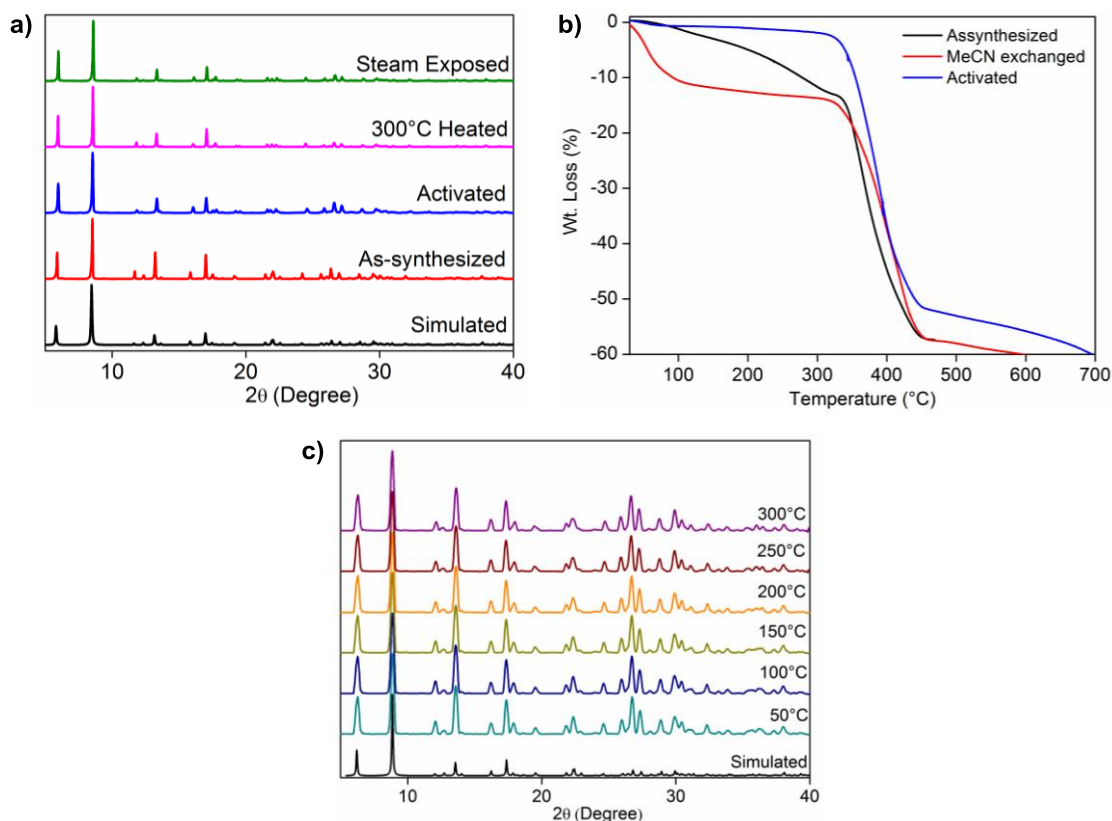 a)
Steam Exposed
300°C Heated
Activated
As-synthesized
Simulated
10 20 30 40
2θ (Degree)
b)
Assynthesized
MeCN exchanged
Activated
0
-10
-20
-30
-40
-50
-60
Wt. Loss (%)
100 200 300 400 500 600 700
Temperature (°C)
c)
300°C
250°C
200°C
150°C
100°C
50°C
Simulated
10 20 30 40
2θ (Degree)